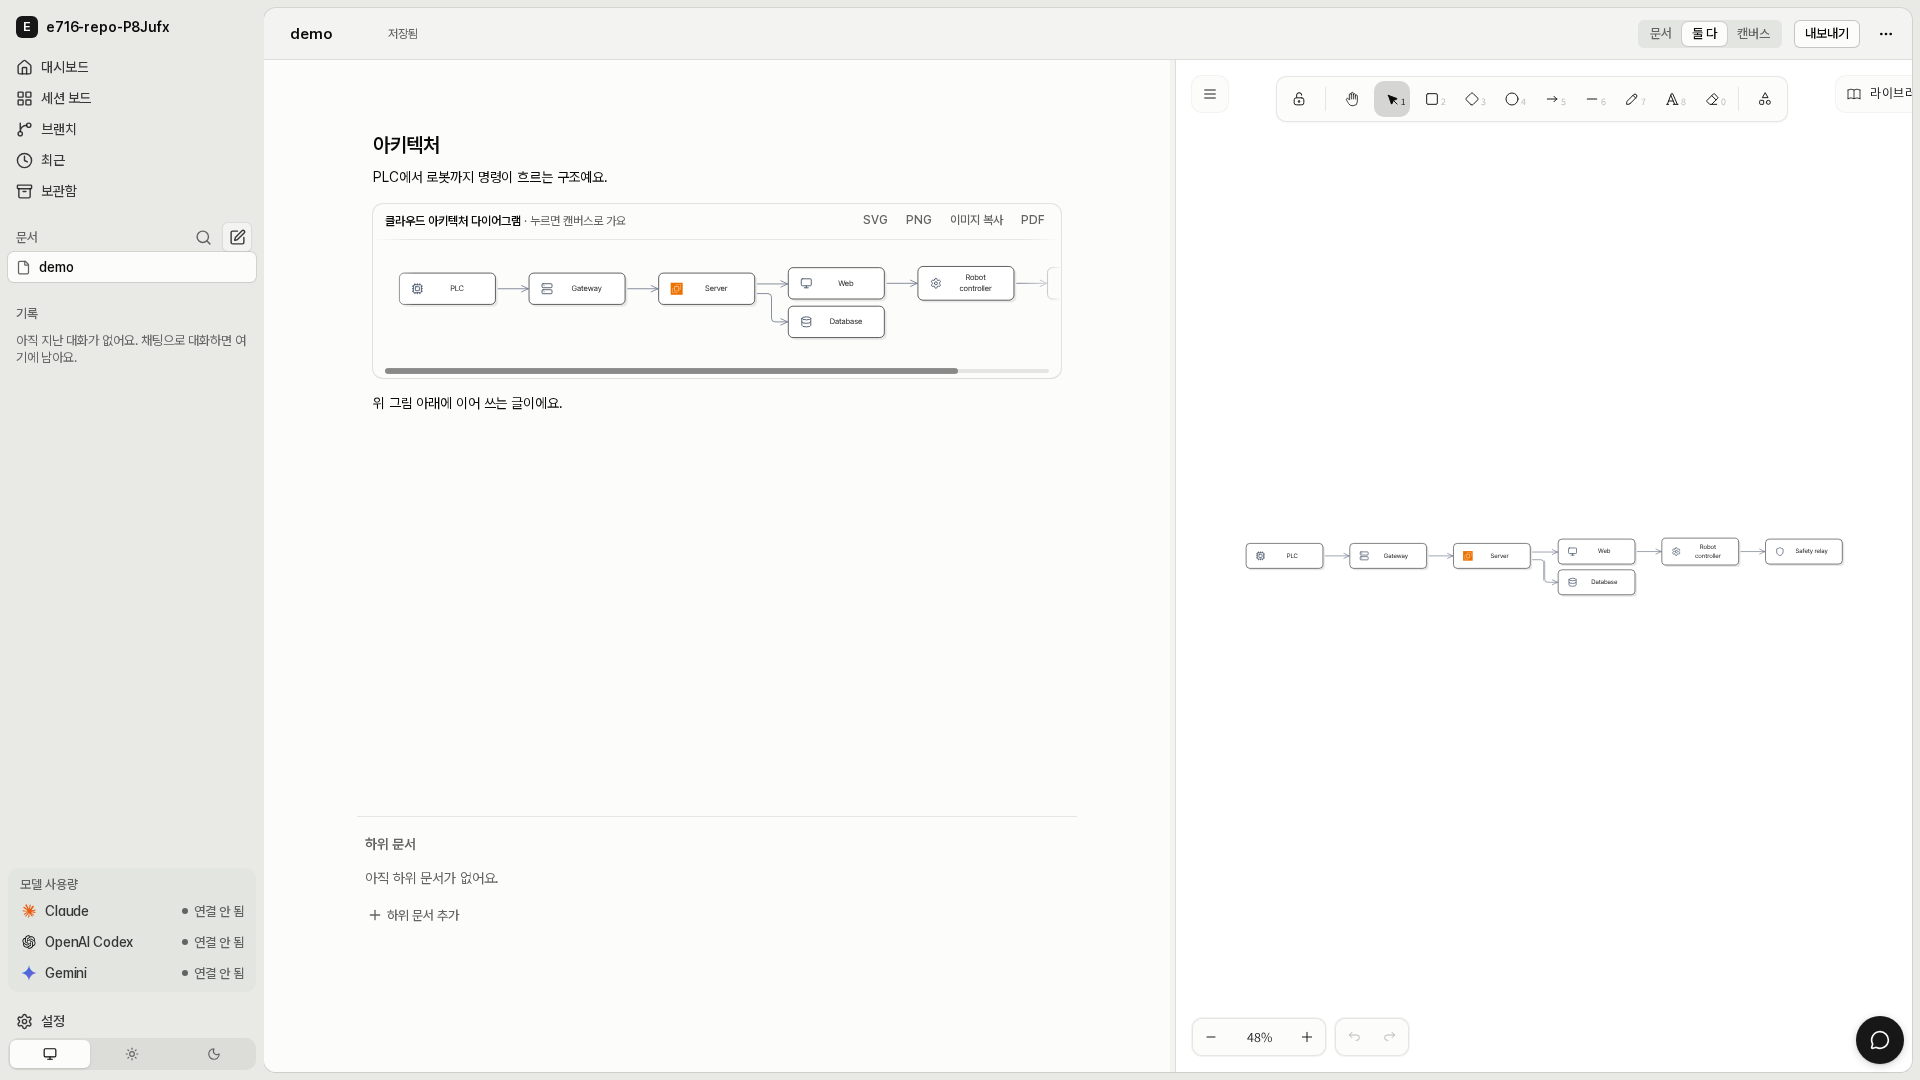 E e716-repo-P8Jufx
대시보드
세션 보드
브랜치
최근
보관함
문서
demo
기록
아직 지난 대화가 없어요. 채팅으로 대화하면 여
기에 남아요.
모델 사용량
Claude 연결 안 됨
OpenAI Codex 연결 안 됨
Gemini 연결 안 됨
설정
demo 저장됨
문서 둘 다 캔버스 내보내기
아키텍처
PLC에서 로봇까지 명령이 흐르는 구조예요.
클라우드 아키텍처 다이어그램 · 누르면 캔버스로 가요 SVG PNG 이미지 복사 PDF
PLC
Gateway
Server
Web
Robot
controller
Database
위 그림 아래에 이어 쓰는 글이에요.
하위 문서
아직 하위 문서가 없어요.
하위 문서 추가
1 2 3 4 5 6 7 A 8 0
PLC
Gateway
Server
Web
Robot
controller
Safety relay
Database
48%